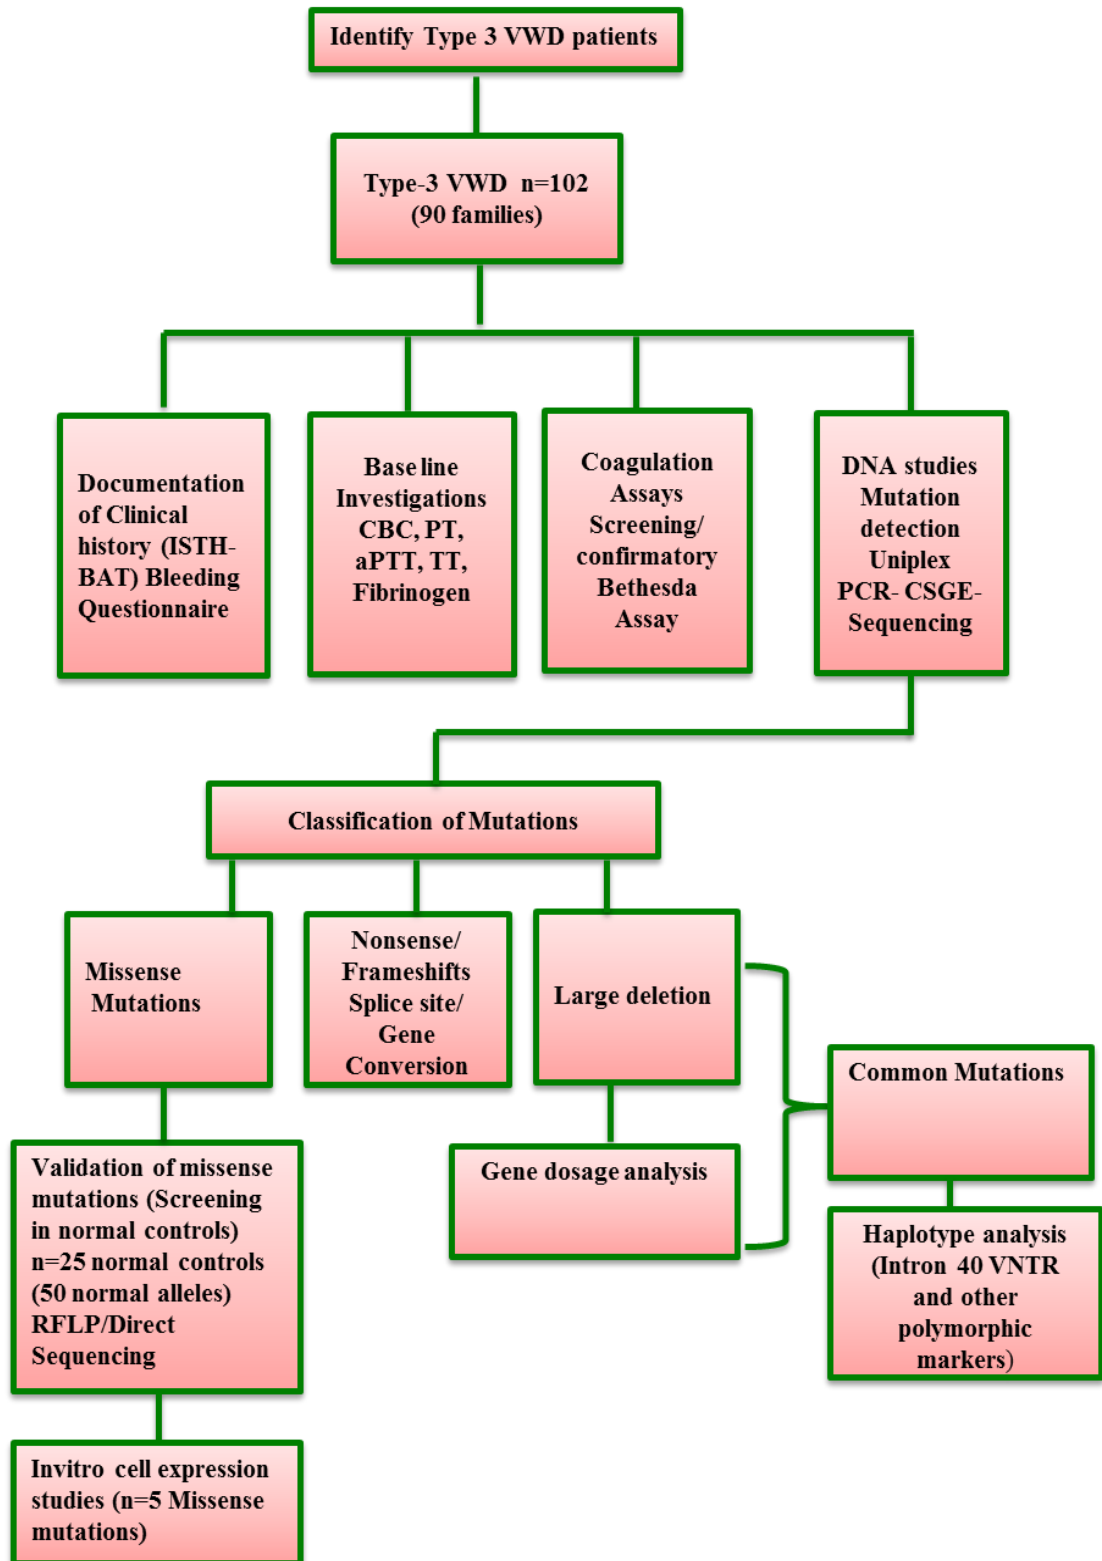 Identify Type 3 VWD patients
Type-3 VWD n=102
(90 families)
Documentation
of Clinical
history (ISTH-
BAT) Bleeding
Questionnaire
Base line
Investigations
CBC, PT,
aPTT, TT,
Fibrinogen
Coagulation
Assays
Screening/
confirmatory
Bethesda
Assay
DNA studies
Mutation
detection
Uniplex
PCR- CSGE-
Sequencing
Classification of Mutations
Missense
Mutations
Nonsense/
Frameshifts
Splice site/
Gene
Conversion
Large deletion
Common Mutations
Validation of missense
mutations (Screening
in normal controls)
n=25 normal controls
(50 normal alleles)
RFLP/Direct
Sequencing
Gene dosage analysis
Haplotype analysis
(Intron 40 VNTR
and other
polymorphic
markers)
Invitro cell expression
studies (n=5 Missense
mutations)